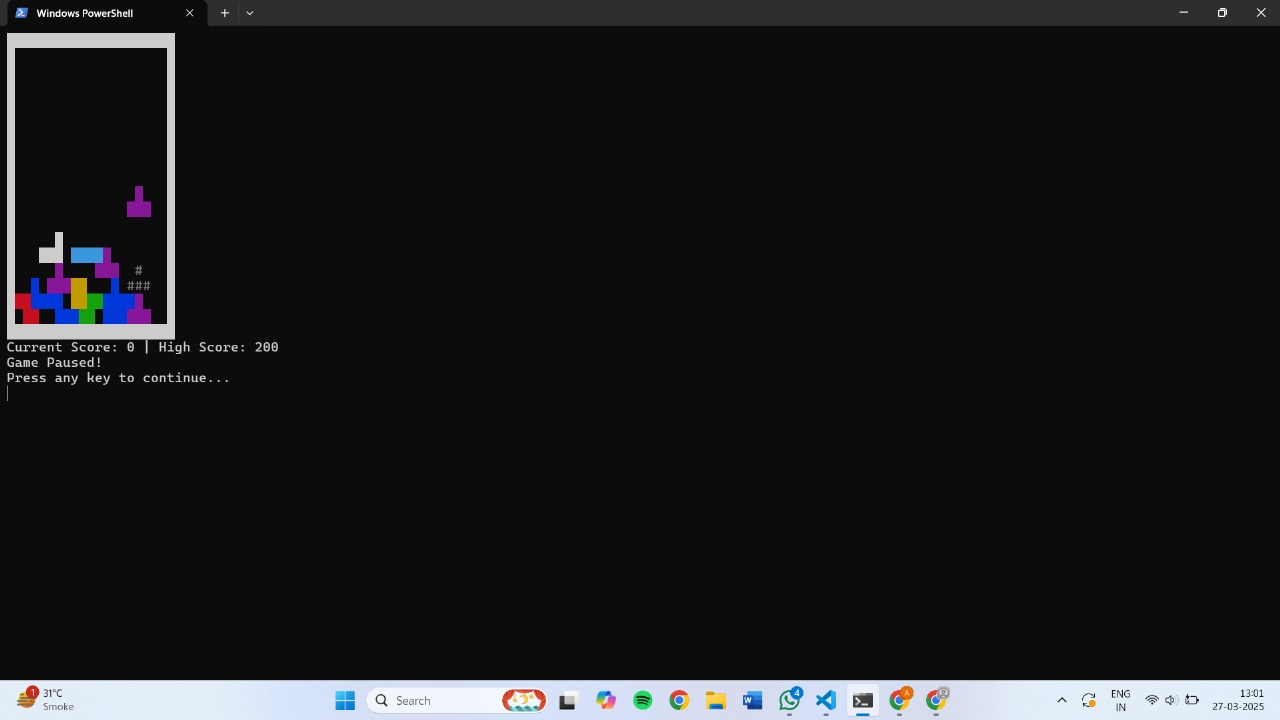 Windows PowerShell
#
###
Current Score: 0 | High Score: 200
Game Paused!
Press any key to continue...
1
31°C
Smoke
Search
W
4
A
ENG
IN
13:01
27-03-2025